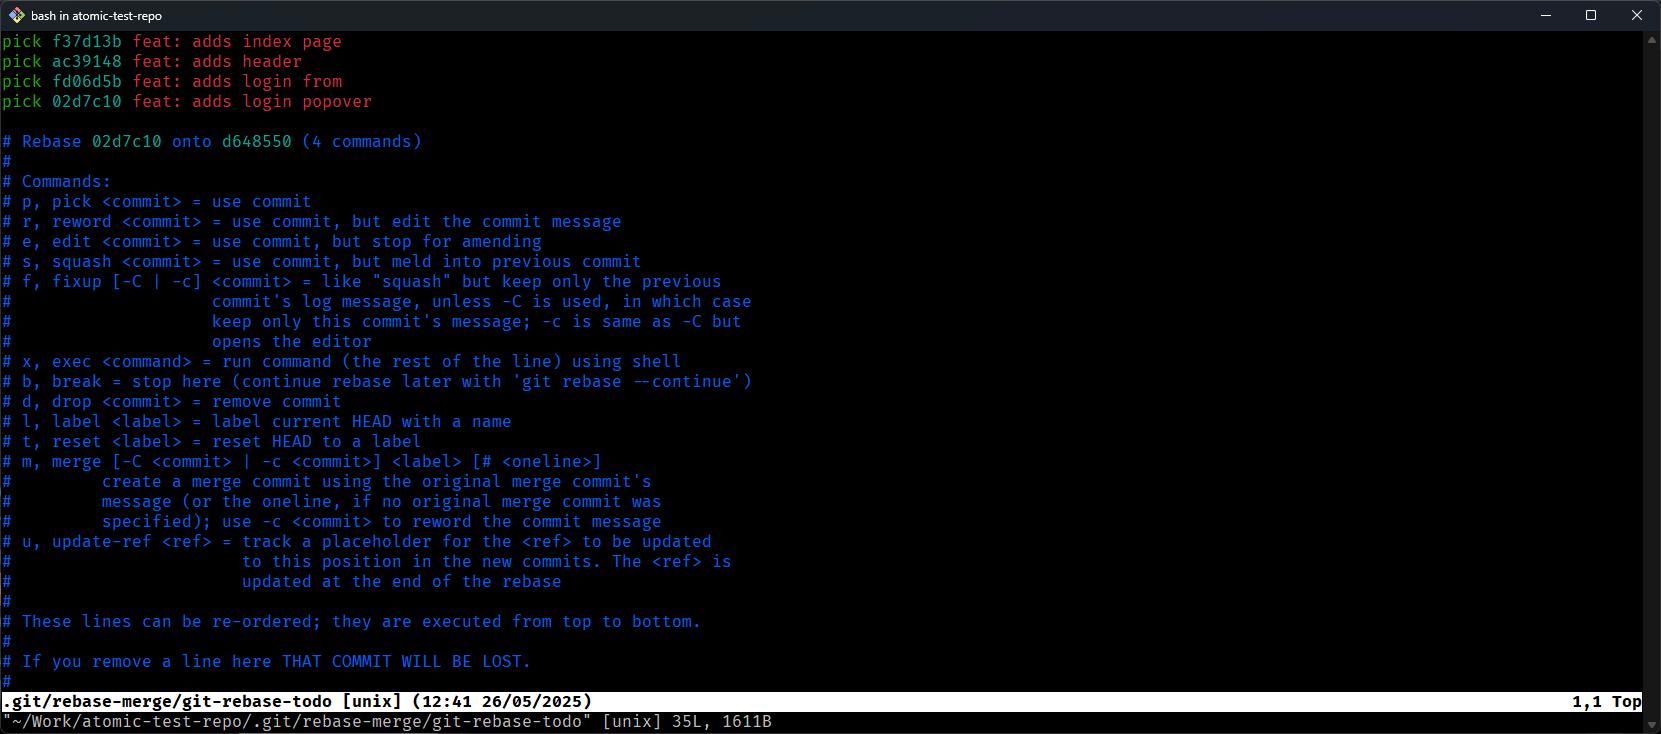 bash in atomic-test-repo
pick f37d13b feat: adds index page
pick ac39148 feat: adds header
pick fd06d5b feat: adds login from
pick 02d7c10 feat: adds login popover
# Rebase 02d7c10 onto d648550 (4 commands)
#
# Commands:
# p, pick <commit> = use commit
# r, reword <commit> = use commit, but edit the commit message
# e, edit <commit> = use commit, but stop for amending
# s, squash <commit> = use commit, but meld into previous commit
# f, fixup [-C | -c] <commit> = like "squash" but keep only the previous
#                    commit's log message, unless -C is used, in which case
#                    keep only this commit's message; -c is same as -C but
#                    opens the editor
# x, exec <command> = run command (the rest of the line) using shell
# b, break = stop here (continue rebase later with 'git rebase --continue')
# d, drop <commit> = remove commit
# l, label <label> = label current HEAD with a name
# t, reset <label> = reset HEAD to a label
# m, merge [-C <commit> | -c <commit>] <label> [# <oneline>]
#         create a merge commit using the original merge commit's
#         message (or the oneline, if no original merge commit was
#         specified); use -c <commit> to reword the commit message
# u, update-ref <ref> = track a placeholder for the <ref> to be updated
#                       to this position in the new commits. The <ref> is
#                       updated at the end of the rebase
#
# These lines can be re-ordered; they are executed from top to bottom.
#
# If you remove a line here THAT COMMIT WILL BE LOST.
#
.git/rebase-merge/git-rebase-todo [unix] (12:41 26/05/2025) 1,1 Top
"~/Work/atomic-test-repo/.git/rebase-merge/git-rebase-todo" [unix] 35L, 1611B